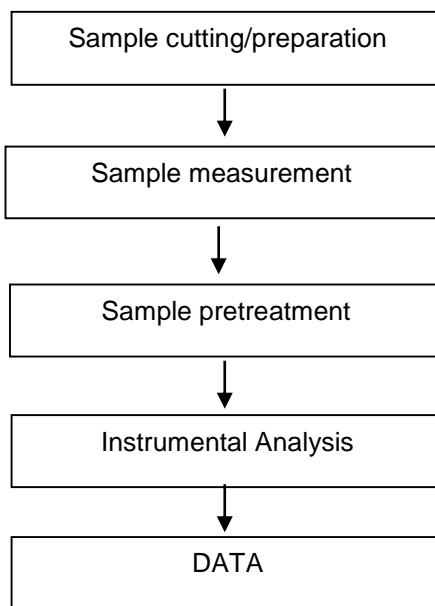 Sample cutting/preparation
Sample measurement
Sample pretreatment
Instrumental Analysis
DATA